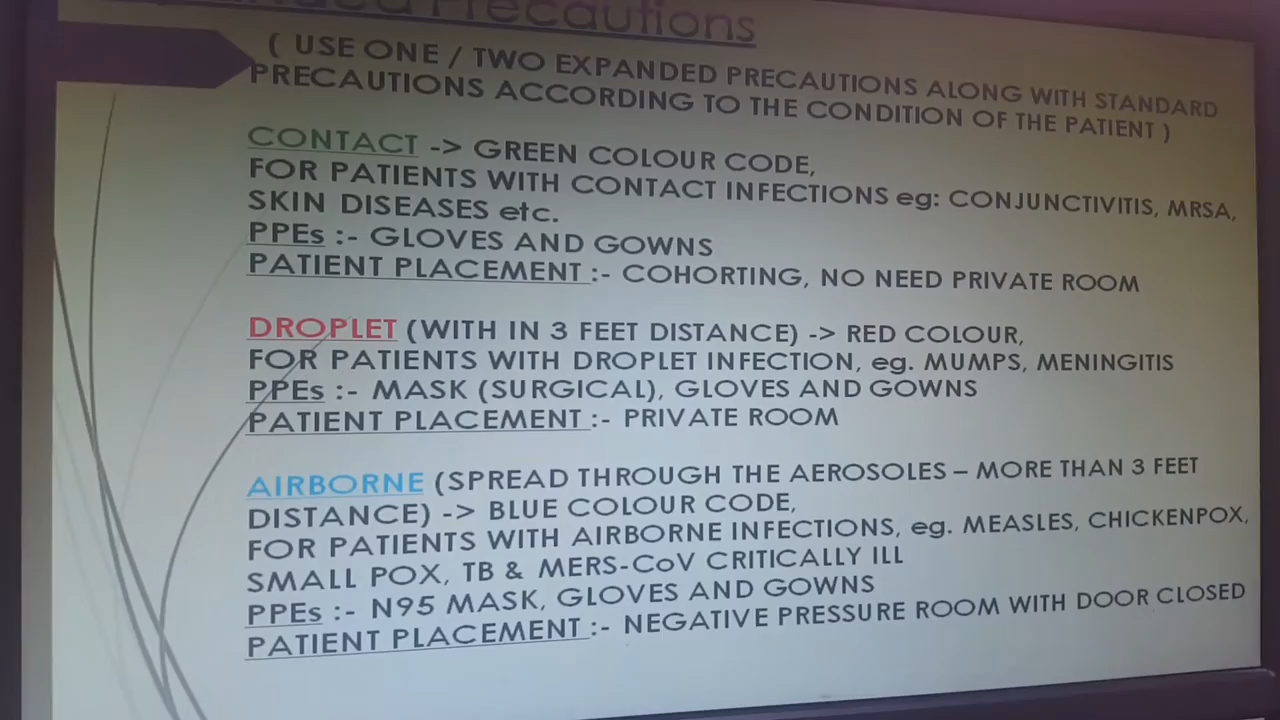 Precautions
( USE ONE / TWO EXPANDED PRECAUTIONS ALONG WITH STANDARD
PRECAUTIONS ACCORDING TO THE CONDITION OF THE PATIENT )
CONTACT -> GREEN COLOUR CODE,
FOR PATIENTS WITH CONTACT INFECTIONS eg: CONJUNCTIVITIS, MRSA,
SKIN DISEASES etc.
PPEs :- GLOVES AND GOWNS
PATIENT PLACEMENT :- COHORTING, NO NEED PRIVATE ROOM
DROPLET (WITH IN 3 FEET DISTANCE) -> RED COLOUR,
FOR PATIENTS WITH DROPLET INFECTION, eg. MUMPS, MENINGITIS
PPEs :- MASK (SURGICAL), GLOVES AND GOWNS
PATIENT PLACEMENT :- PRIVATE ROOM
AIRBORNE (SPREAD THROUGH THE AEROSOLES – MORE THAN 3 FEET
DISTANCE) -> BLUE COLOUR CODE,
FOR PATIENTS WITH AIRBORNE INFECTIONS, eg. MEASLES, CHICKENPOX,
SMALL POX, TB & MERS-CoV CRITICALLY ILL
PPEs :- N95 MASK, GLOVES AND GOWNS
PATIENT PLACEMENT :- NEGATIVE PRESSURE ROOM WITH DOOR CLOSED